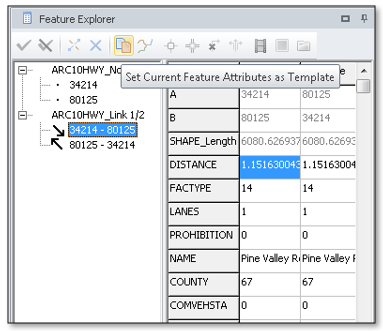 Feature Explorer
ARC10HWY_No
34214
80125
ARC10HWY_Link 1/2
34214 - 80125
80125 - 34214
Set Current Feature Attributes as Template
A 34214 80125
B 80125 34214
SHAPE_Length 6080.626937 6080.62693
DISTANCE 1.151630043 1.15163004
FACTYPE 14 14
LANES 1 1
PROHIBITION 0 0
NAME Pine Valley R Pine Valley R
COUNTY 67 67
COMVEHSTA 0 0